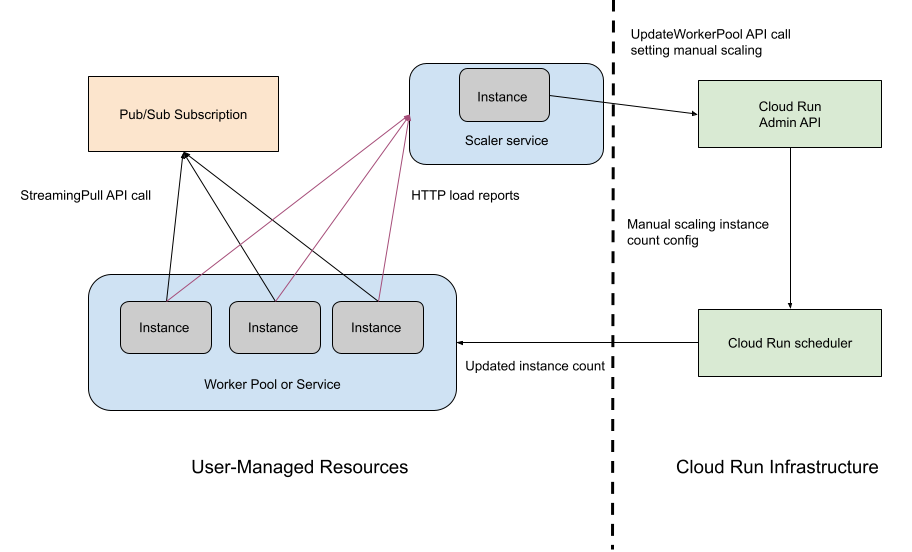 UpdateWorkerPool API call
setting manual scaling
Pub/Sub Subscription
Instance
Scaler service
Cloud Run
Admin API
StreamingPull API call
HTTP load reports
Manual scaling instance
count config
Instance
Instance
Instance
Worker Pool or Service
Cloud Run scheduler
Updated instance count
User-Managed Resources
Cloud Run Infrastructure